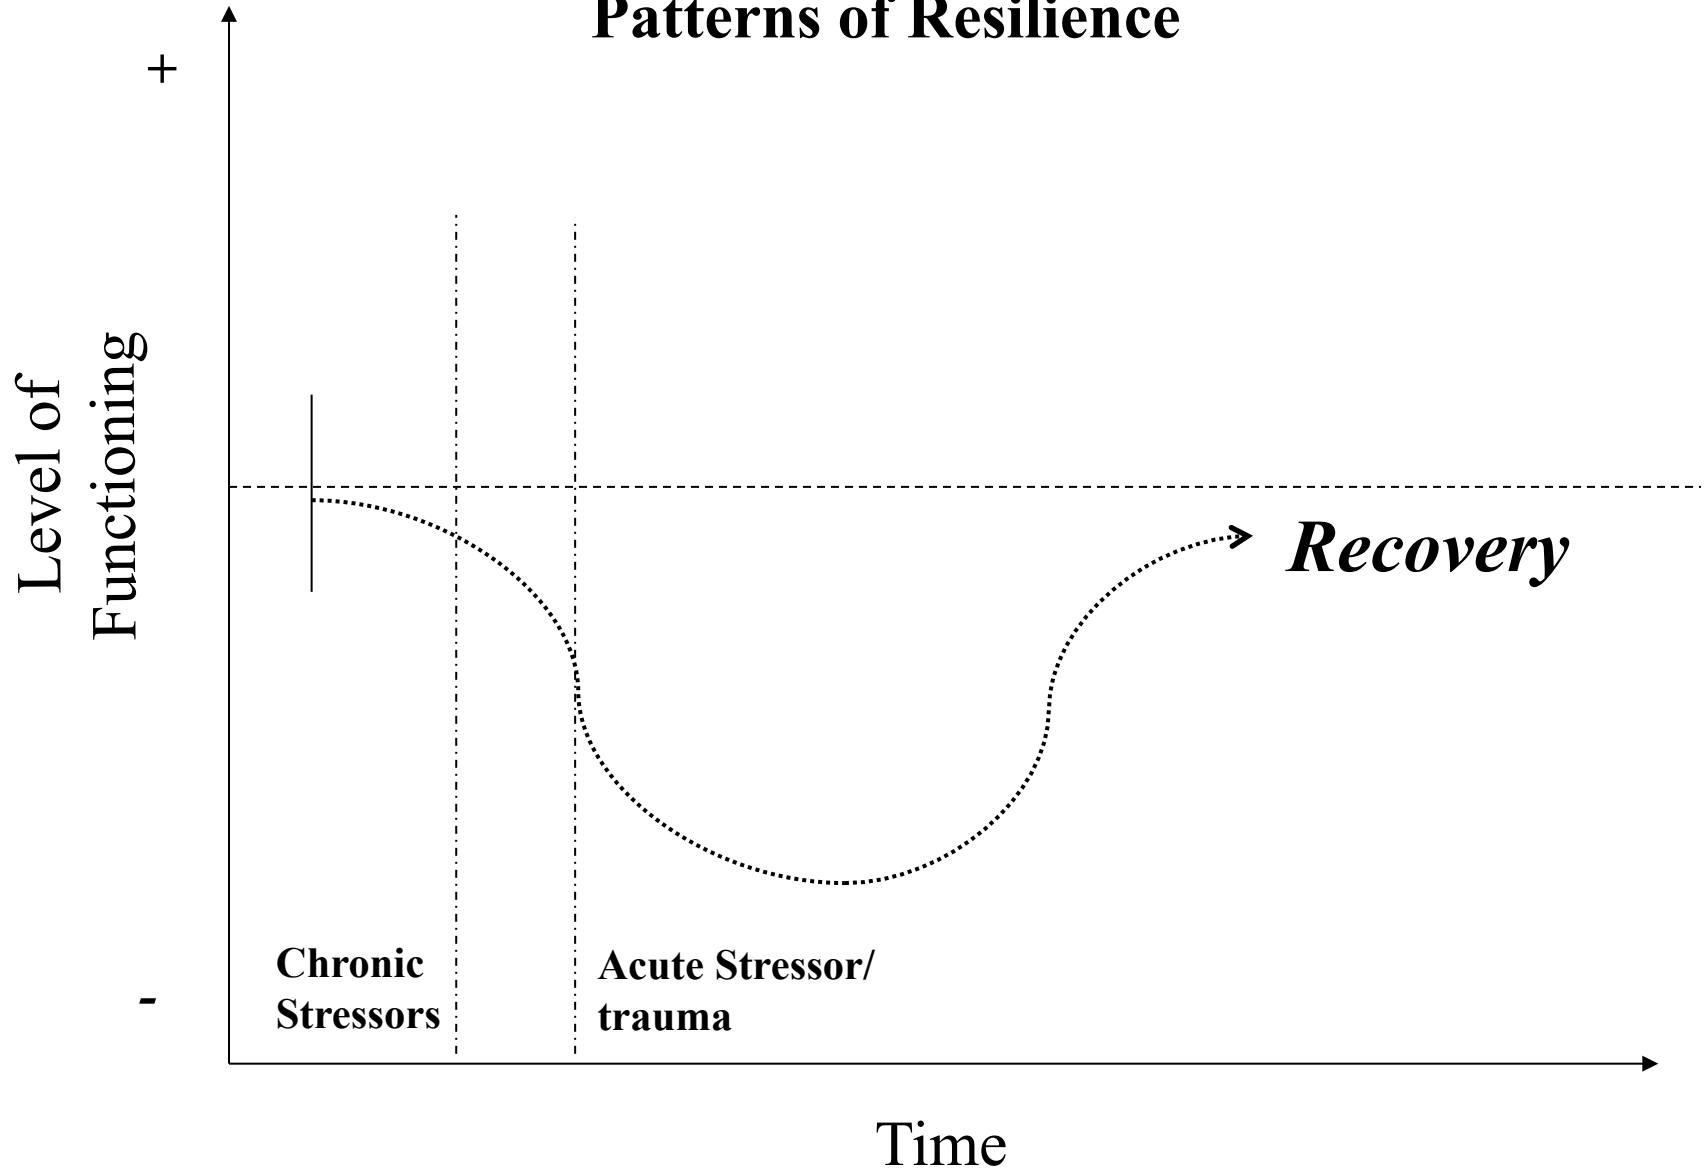 Patterns of Resilience
+
Level of
Functioning
Recovery
Chronic
Stressors
Acute Stressor/
trauma
-
Time